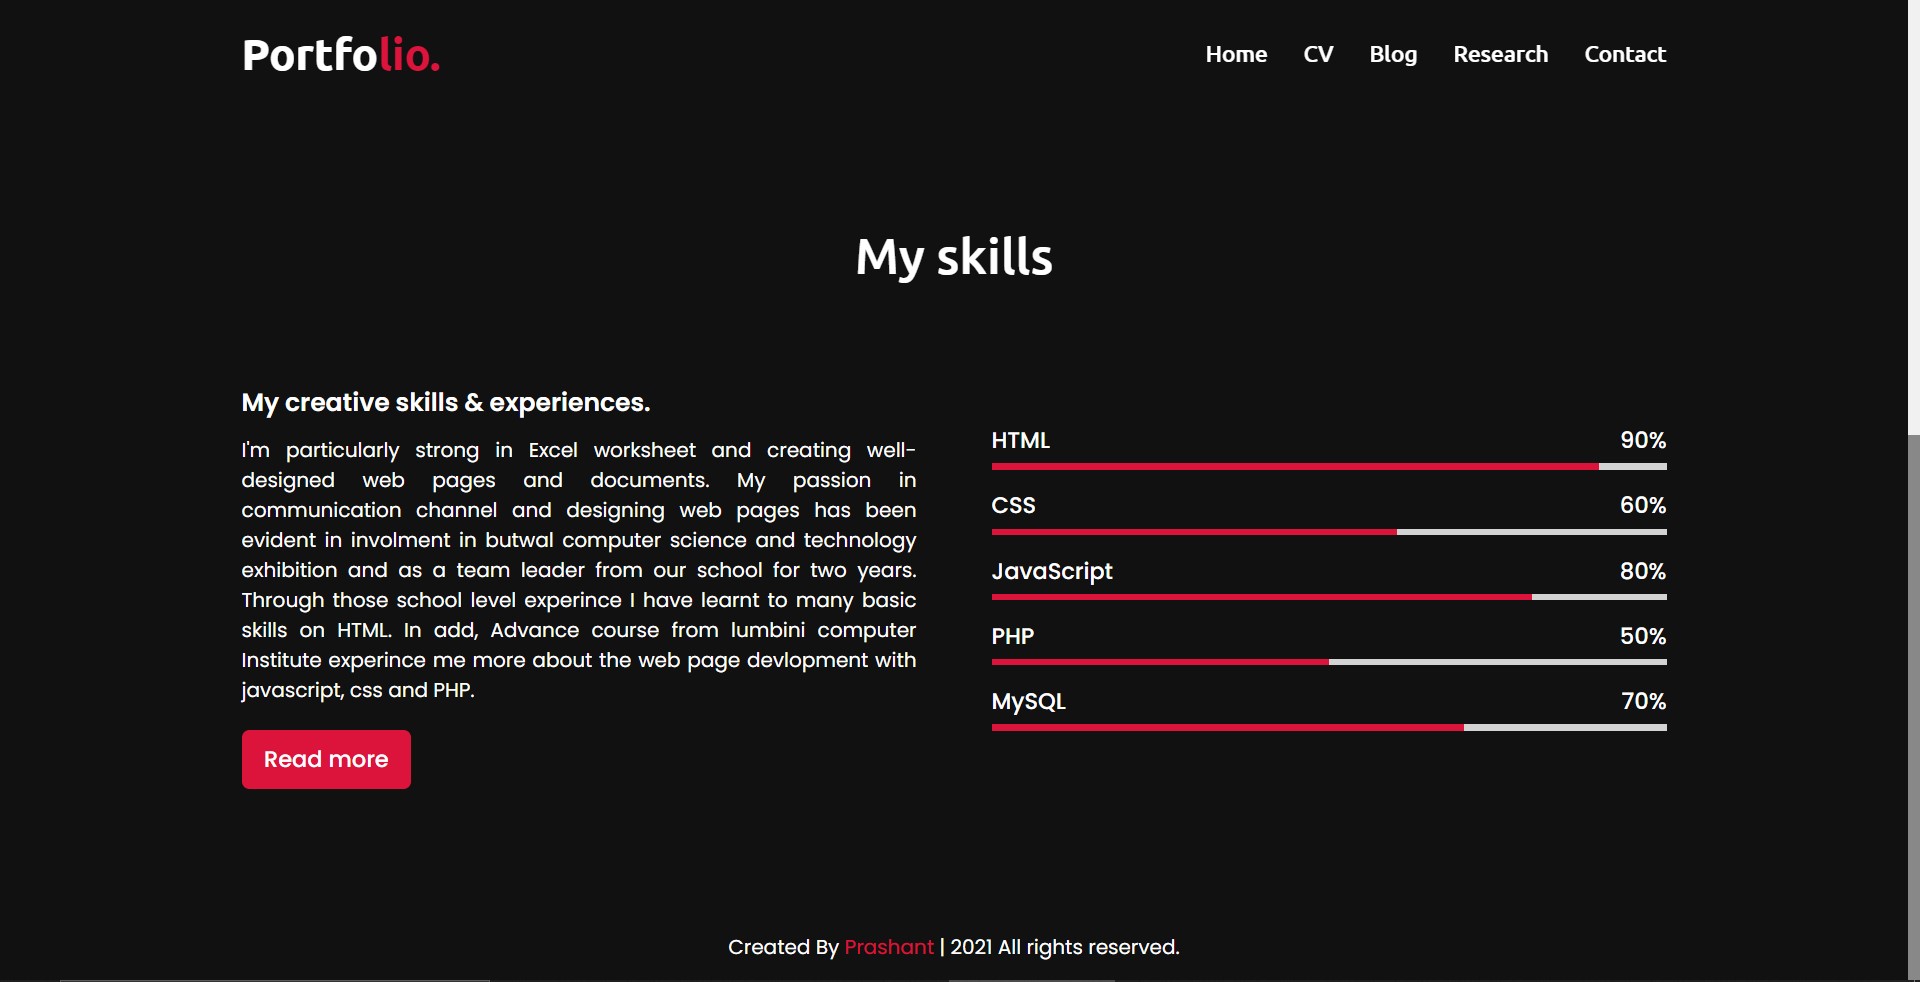 Portfolio.
Home CV Blog Research Contact
My skills
My creative skills & experiences.
I'm particularly strong in Excel worksheet and creating well-
designed web pages and documents. My passion in
communication channel and designing web pages has been
evident in involment in butwal computer science and technology
exhibition and as a team leader from our school for two years.
Through those school level experince I have learnt to many basic
skills on HTML. In add, Advance course from lumbini computer
Institute experince me more about the web page devlopment with
javascript, css and PHP.
Read more
HTML 90%
CSS 60%
JavaScript 80%
PHP 50%
MySQL 70%
Created By Prashant | 2021 All rights reserved.